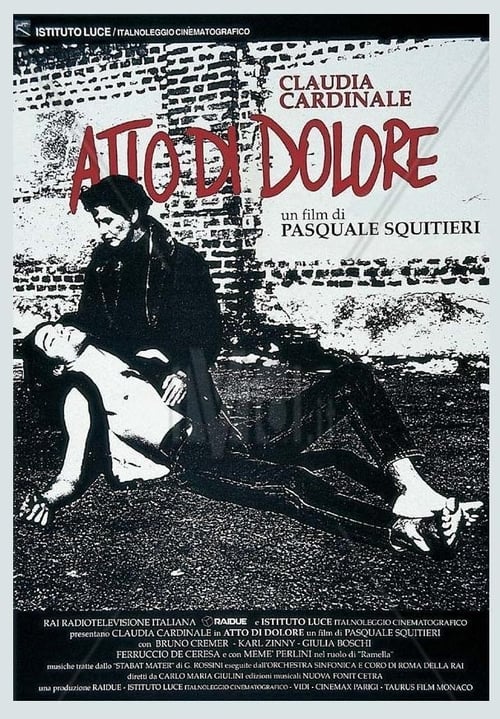 ISTITUTO LUCE / ITALNOLEGGIO CINEMATOGRAFICO
CLAUDIA
CARDINALE
ATTO DI DOLORE
un film di
PASQUALE SQUITIERI
RAI RADIOTELEVISIONE ITALIANA RAIDUE e ISTITUTO LUCE ITALNOLEGGIO CINEMATOGRAFICO
presentano CLAUDIA CARDINALE in ATTO DI DOLORE un film di PASQUALE SQUITIERI
con BRUNO CREMER - KARL ZINNY - GIULIA BOSCHI
FERRUCCIO DE CERESA e con MEME' PERLINI nel ruolo di "Ramella"
musiche tratte dallo "STABAT MATER" di G. ROSSINI eseguite dall'ORCHESTRA SINFONICA E CORO DI ROMA DELLA RAI
dirette da CARLO MARIA GIULINI edizioni musicali NUOVA FONIT CETRA
una produzione RAIDUE - ISTITUTO LUCE ITALNOLEGGIO CINEMATOGRAFICO - VIDI - CINEMAX PARIGI - TAURUS FILM MONACO